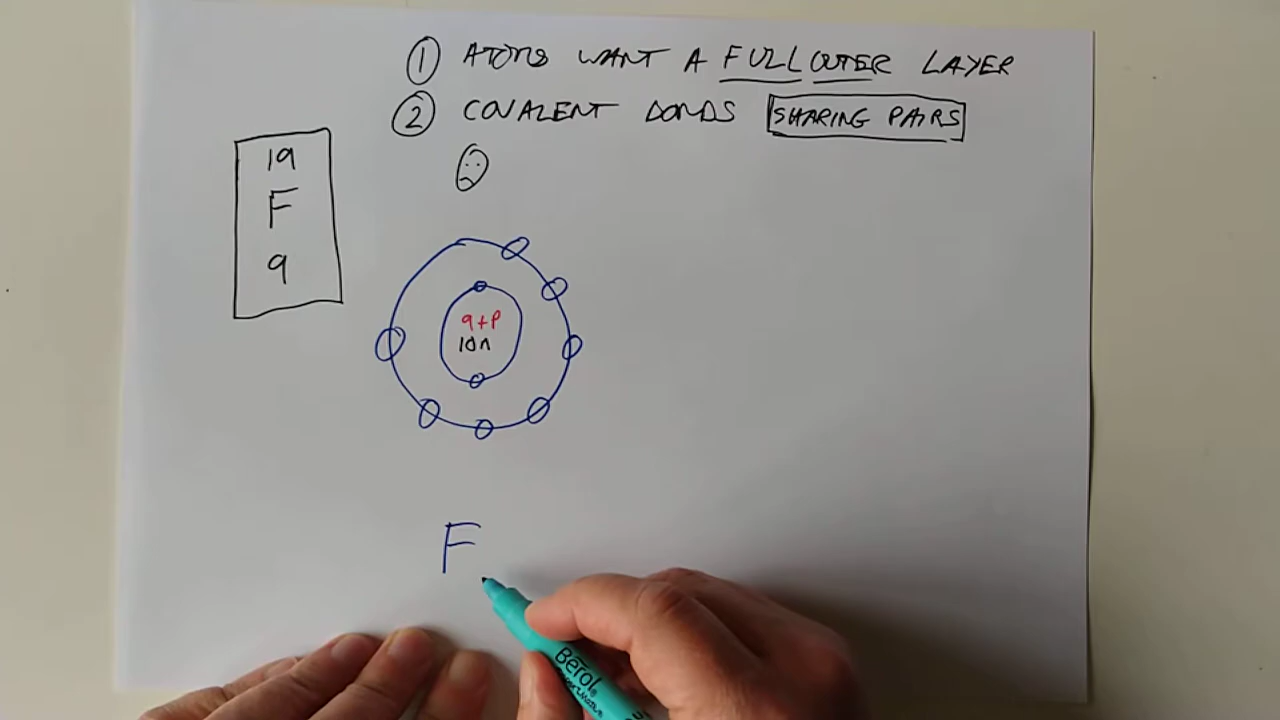 ① ATOMS WANT A FULL OUTER LAYER
② COVALENT BONDS SHARING PAIRS
19
F
9
9+P
10n
F
Berol